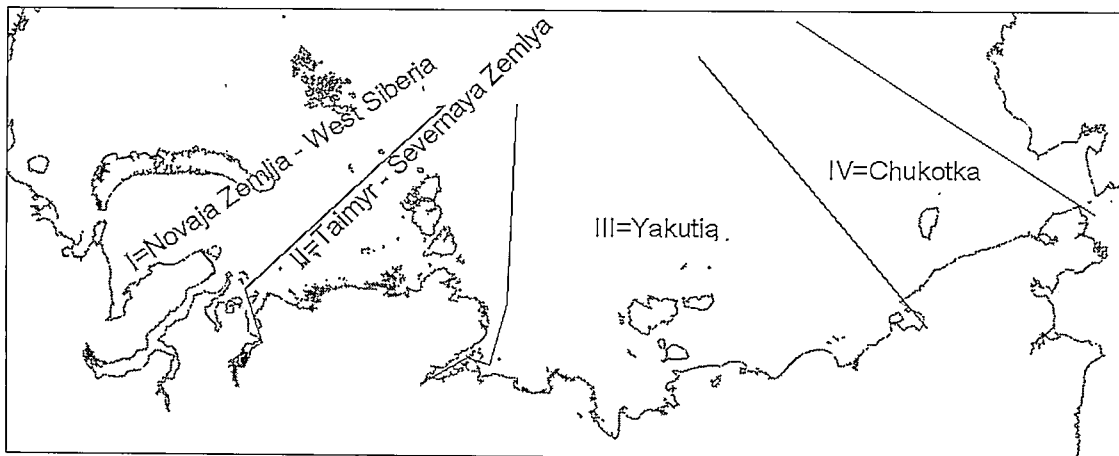 I=Novaja Zemlja - West Siberia
II=Taimyr - Severnaya Zemlya
III=Yakutia
IV=Chukotka